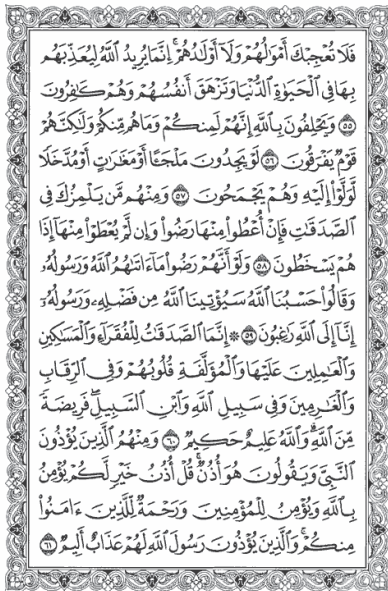 فَلَا تُعْجِبْكَ أَمْوَٰلُهُمْ وَلَآ أَوْلَٰدُهُمْ ۚ إِنَّمَا يُرِيدُ ٱللَّهُ لِيُعَذِّبَهُم
بِهَا فِى ٱلْحَيَوٰةِ ٱلدُّنْيَا وَتَزْهَقَ أَنفُسُهُمْ وَهُمْ كَٰفِرُونَ
۝٥٥ وَيَحْلِفُونَ بِٱللَّهِ إِنَّهُمْ لَمِنكُمْ وَمَا هُم مِّنكُمْ وَلَٰكِنَّهُمْ
قَوْمٌ يَفْرَقُونَ ۝٥٦ لَوْ يَجِدُونَ مَلْجَـًٔا أَوْ مَغَٰرَٰتٍ أَوْ مُدَّخَلًا
لَّوَلَّوْا۟ إِلَيْهِ وَهُمْ يَجْمَحُونَ ۝٥٧ وَمِنْهُم مَّن يَلْمِزُكَ فِى
ٱلصَّدَقَٰتِ فَإِنْ أُعْطُوا۟ مِنْهَا رَضُوا۟ وَإِن لَّمْ يُعْطَوْا۟ مِنْهَآ إِذَا
هُمْ يَسْخَطُونَ ۝٥٨ وَلَوْ أَنَّهُمْ رَضُوا۟ مَآ ءَاتَىٰهُمُ ٱللَّهُ وَرَسُولُهُۥ
وَقَالُوا۟ حَسْبُنَا ٱللَّهُ سَيُؤْتِينَا ٱللَّهُ مِن فَضْلِهِۦ وَرَسُولُهُۥٓ
إِنَّآ إِلَى ٱللَّهِ رَٰغِبُونَ ۝٥٩ ۞ إِنَّمَا ٱلصَّدَقَٰتُ لِلْفُقَرَآءِ وَٱلْمَسَٰكِينِ
وَٱلْعَٰمِلِينَ عَلَيْهَا وَٱلْمُؤَلَّفَةِ قُلُوبُهُمْ وَفِى ٱلرِّقَابِ
وَٱلْغَٰرِمِينَ وَفِى سَبِيلِ ٱللَّهِ وَٱبْنِ ٱلسَّبِيلِ ۖ فَرِيضَةً
مِّنَ ٱللَّهِ ۗ وَٱللَّهُ عَلِيمٌ حَكِيمٌ ۝٦٠ وَمِنْهُمُ ٱلَّذِينَ يُؤْذُونَ
ٱلنَّبِىَّ وَيَقُولُونَ هُوَ أُذُنٌ ۚ قُلْ أُذُنُ خَيْرٍ لَّكُمْ يُؤْمِنُ
بِٱللَّهِ وَيُؤْمِنُ لِلْمُؤْمِنِينَ وَرَحْمَةٌ لِّلَّذِينَ ءَامَنُوا۟
مِنكُمْ ۚ وَٱلَّذِينَ يُؤْذُونَ رَسُولَ ٱللَّهِ لَهُمْ عَذَابٌ أَلِيمٌ ۝٦١